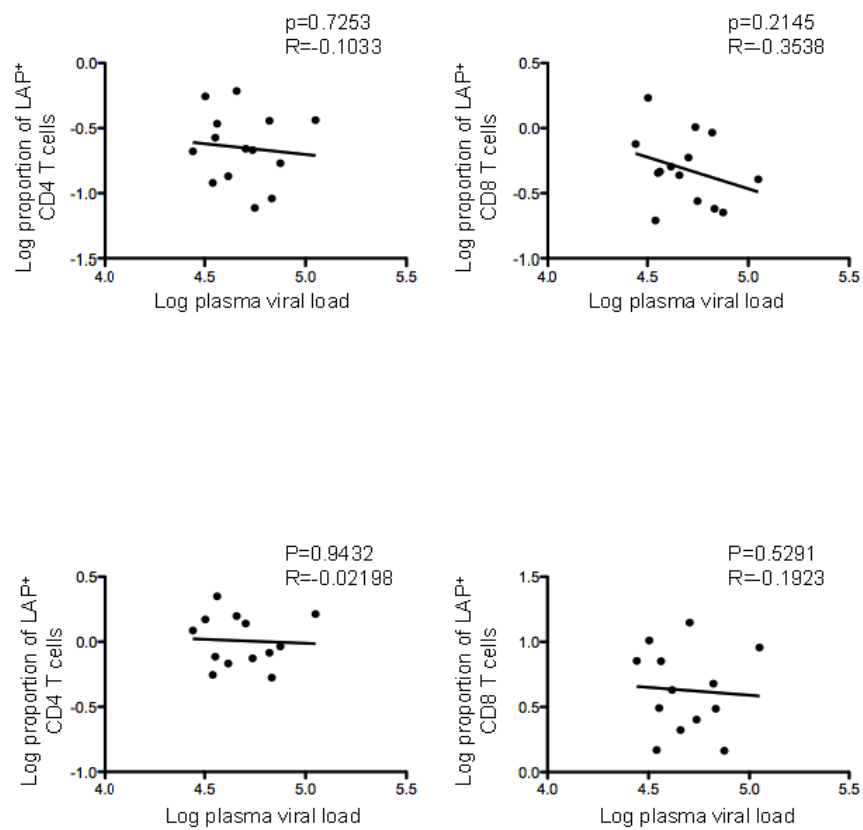 p=0.7253
R=-0.1033
Log proportion of LAP+
CD4 T cells
0.0
-0.5
-1.0
-1.5
4.0 4.5 5.0 5.5
Log plasma viral load
p=0.2145
R=-0.3538
Log proportion of LAP+
CD8 T cells
0.5
0.0
-0.5
-1.0
4.0 4.5 5.0 5.5
Log plasma viral load
P=0.9432
R=-0.02198
Log proportion of LAP+
CD4 T cells
0.5
0.0
-0.5
-1.0
4.0 4.5 5.0 5.5
Log plasma viral load
P=0.5291
R=-0.1923
Log proportion of LAP+
CD8 T cells
1.5
1.0
0.5
0.0
4.0 4.5 5.0 5.5
Log plasma viral load